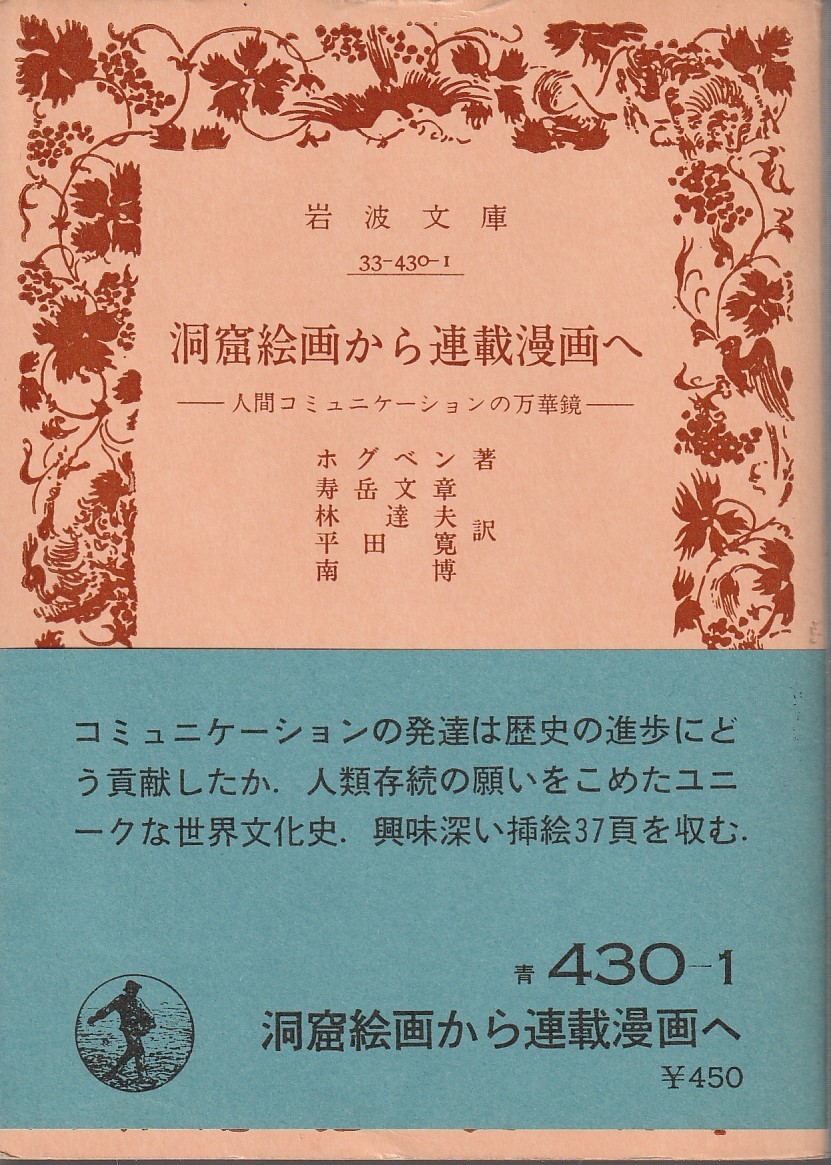 岩波文庫
33-430-1
洞窟絵画から連載漫画へ
——人間コミュニケーションの万華鏡——
ホグベン著
寿岳文章
林達夫
平田寛
南博
訳
コミュニケーションの発達は歴史の進歩にど
う貢献したか．人類存続の願いをこめたユニ
ークな世界文化史．興味深い挿絵37頁を収む．
青 430-1
洞窟絵画から連載漫画へ
¥450